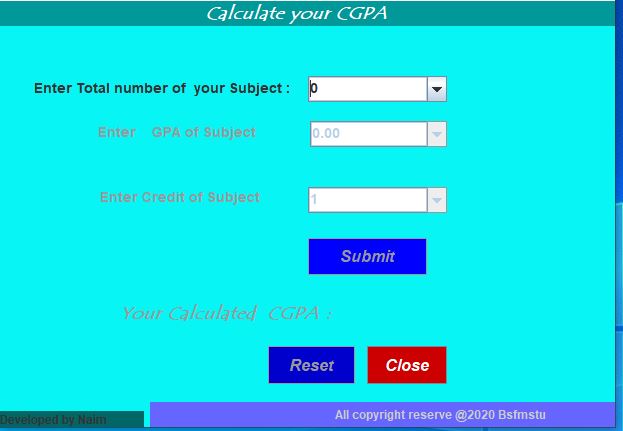 Calculate your CGPA
Enter Total number of your Subject : 0
Enter GPA of Subject 0.00
Enter Credit of Subject 1
Submit
Your Calculated CGPA :
Reset Close
Developed by Naim All copyright reserve @2020 Bsfmstu